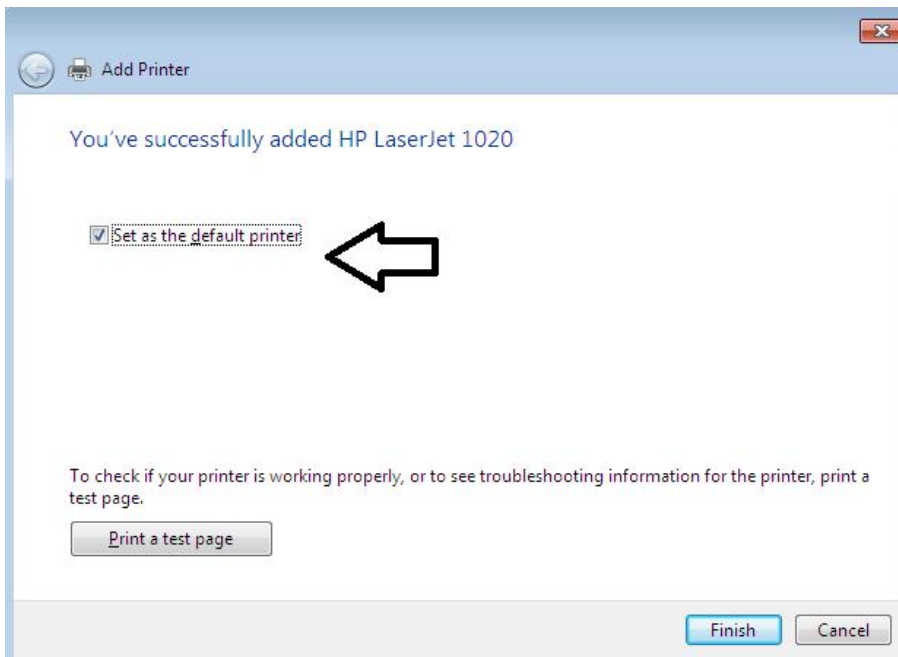 Add Printer
You've successfully added HP LaserJet 1020
Set as the default printer
To check if your printer is working properly, or to see troubleshooting information for the printer, print a
test page.
Print a test page
Finish Cancel